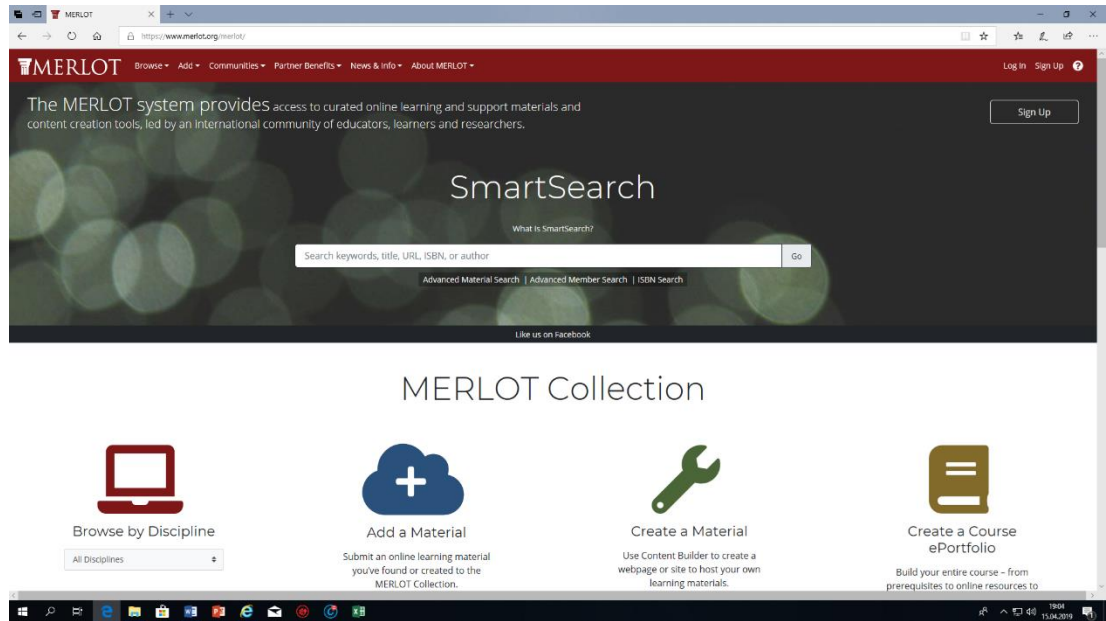 MERLOT
https://www.merlot.org/merlot/
MERLOT Browse Add Communities Partner Benefits News & Info About MERLOT Log In Sign Up ?
The MERLOT system provides access to curated online learning and support materials and
content creation tools, led by an international community of educators, learners and researchers.
Sign Up
SmartSearch
What Is SmartSearch?
Search keywords, title, URL, ISBN, or author Go
Advanced Material Search | Advanced Member Search | ISBN Search
Like us on Facebook
MERLOT Collection
Browse by Discipline
All Disciplines
Add a Material
Submit an online learning material
you've found or created to the
MERLOT Collection.
Create a Material
Use Content Builder to create a
webpage or site to host your own
learning materials.
Create a Course
ePortfolio
Build your entire course – from
prerequisites to online resources to
19:04
15.04.2019